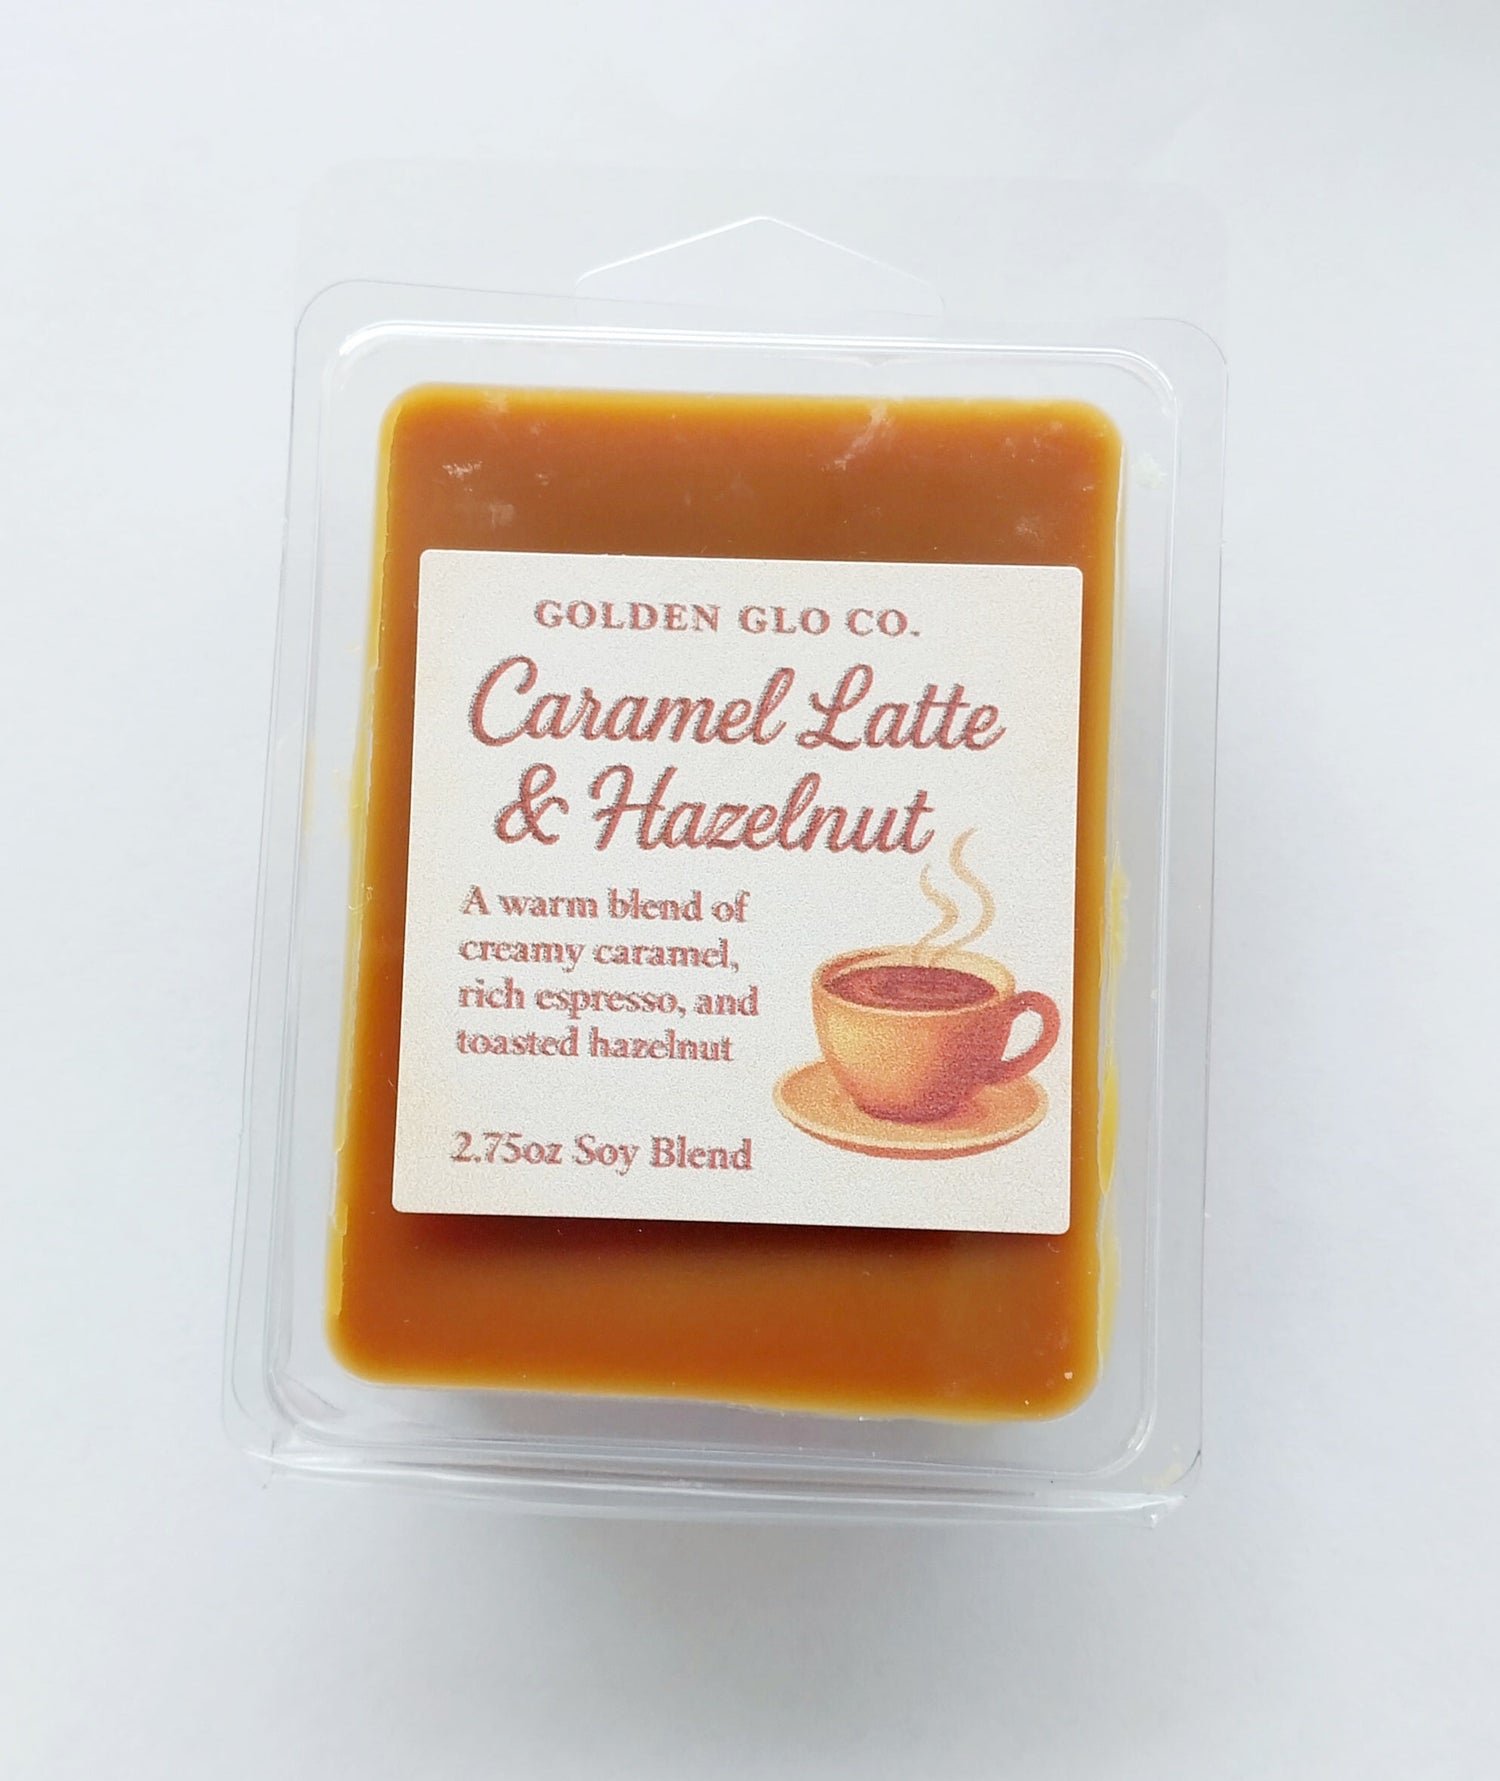 GOLDEN GLO CO.
Caramel Latte
& Hazelnut
A warm blend of
creamy caramel,
rich espresso, and
toasted hazelnut
2.75oz Soy Blend